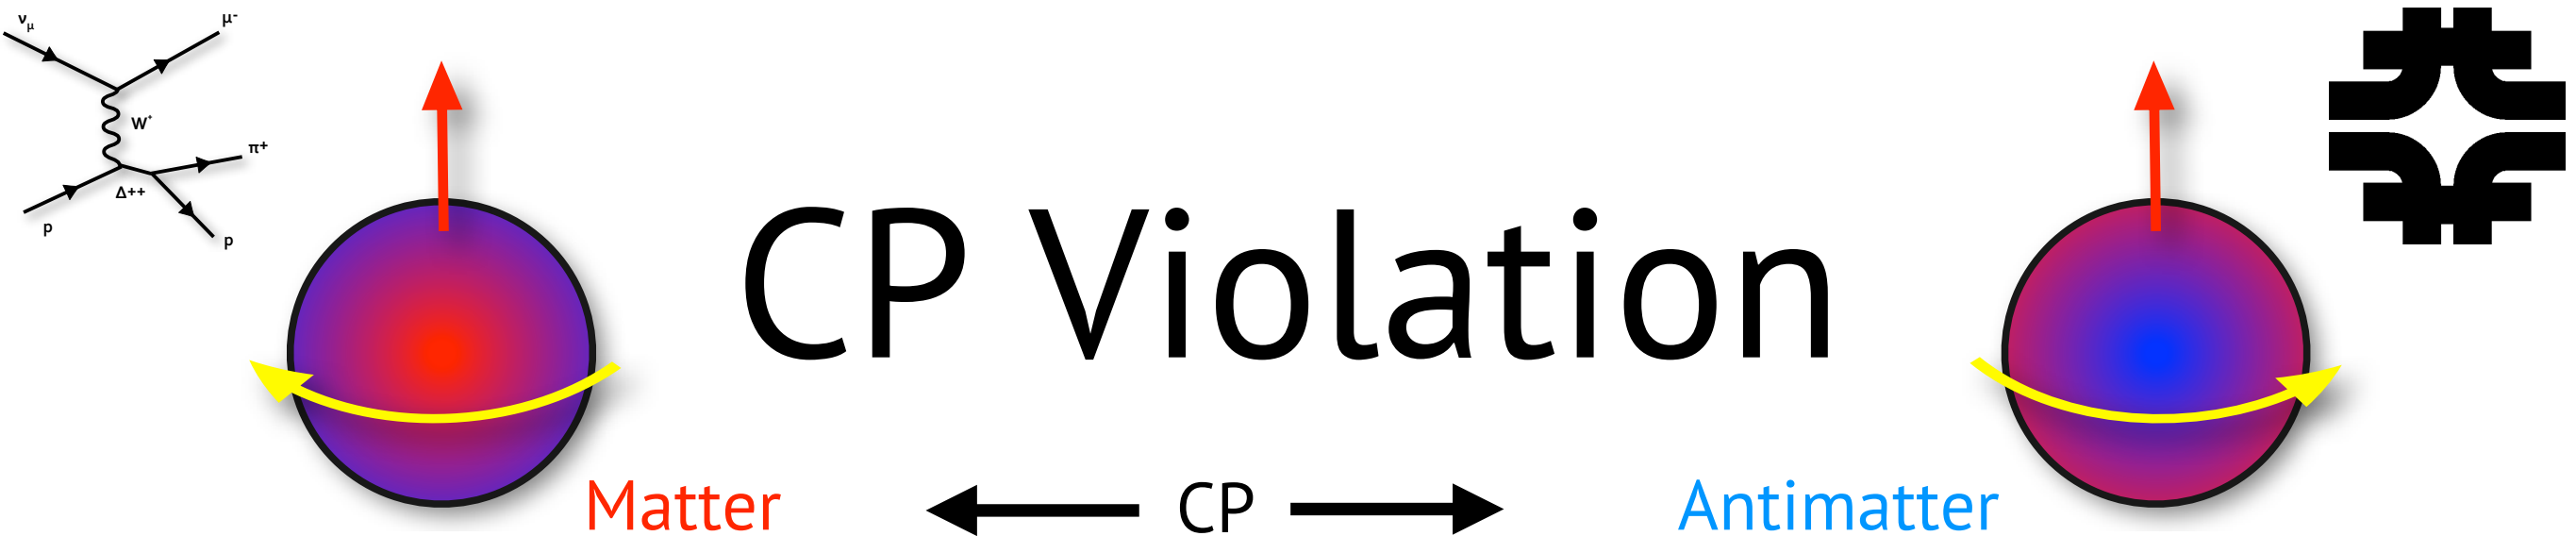 νμ
μ-
W+
π+
Δ++
p
p
CP Violation
Matter
CP
Antimatter